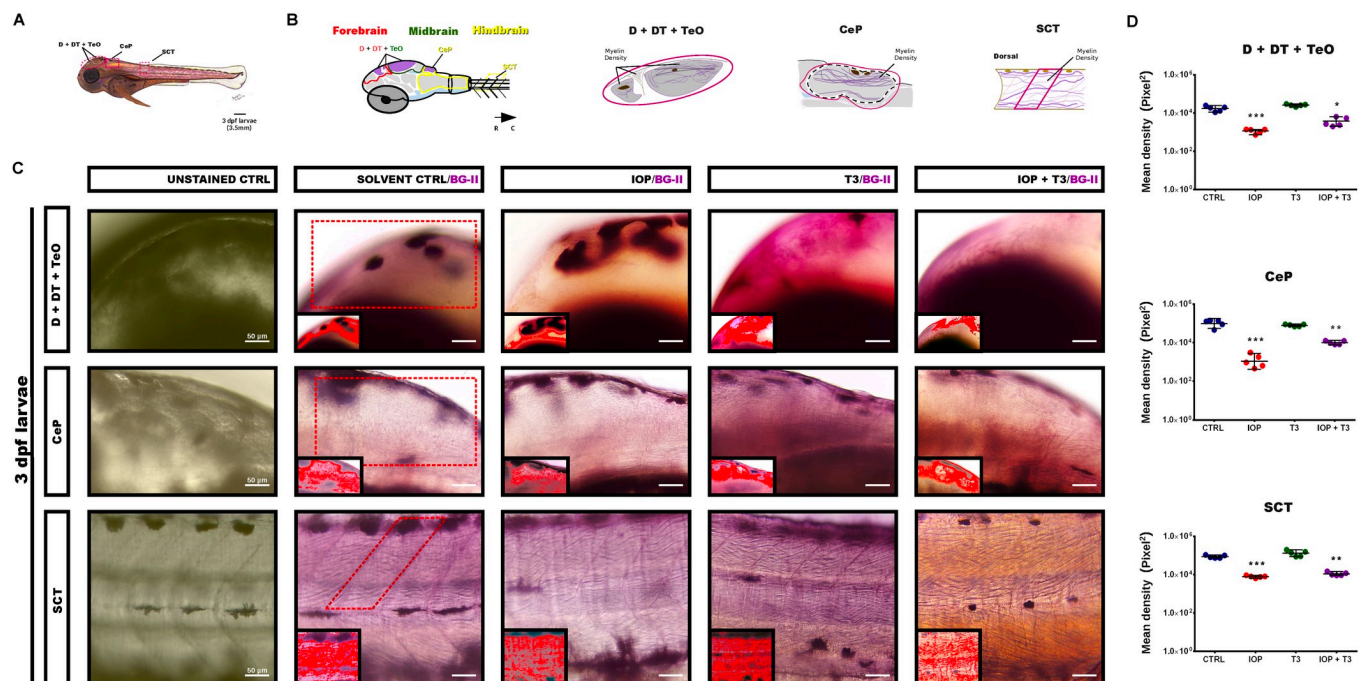 A
D + DT + TeO
CeP
SCT
3 dpf larvae
(3.5mm)
B
Forebrain Midbrain Hindbrain
D + DT + TeO
CeP
SCT
R C
D + DT + TeO
Myelin
Density
CeP
Myelin
Density
SCT
Dorsal
Myelin
Density
C
UNSTAINED CTRL
SOLVENT CTRL/BG-II
IOP/BG-II
T3/BG-II
IOP + T3/BG-II
3 dpf larvae
D + DT + TeO
50 µm
CeP
50 µm
SCT
50 µm
D
D + DT + TeO
Mean density (Pixel²)
1.0×10⁶
1.0×10⁴
1.0×10²
1.0×10⁰
***
*
CTRL IOP T3 IOP + T3
CeP
Mean density (Pixel²)
1.0×10⁶
1.0×10⁴
1.0×10²
1.0×10⁰
***
**
CTRL IOP T3 IOP + T3
SCT
Mean density (Pixel²)
1.0×10⁶
1.0×10⁴
1.0×10²
1.0×10⁰
***
**
CTRL IOP T3 IOP + T3